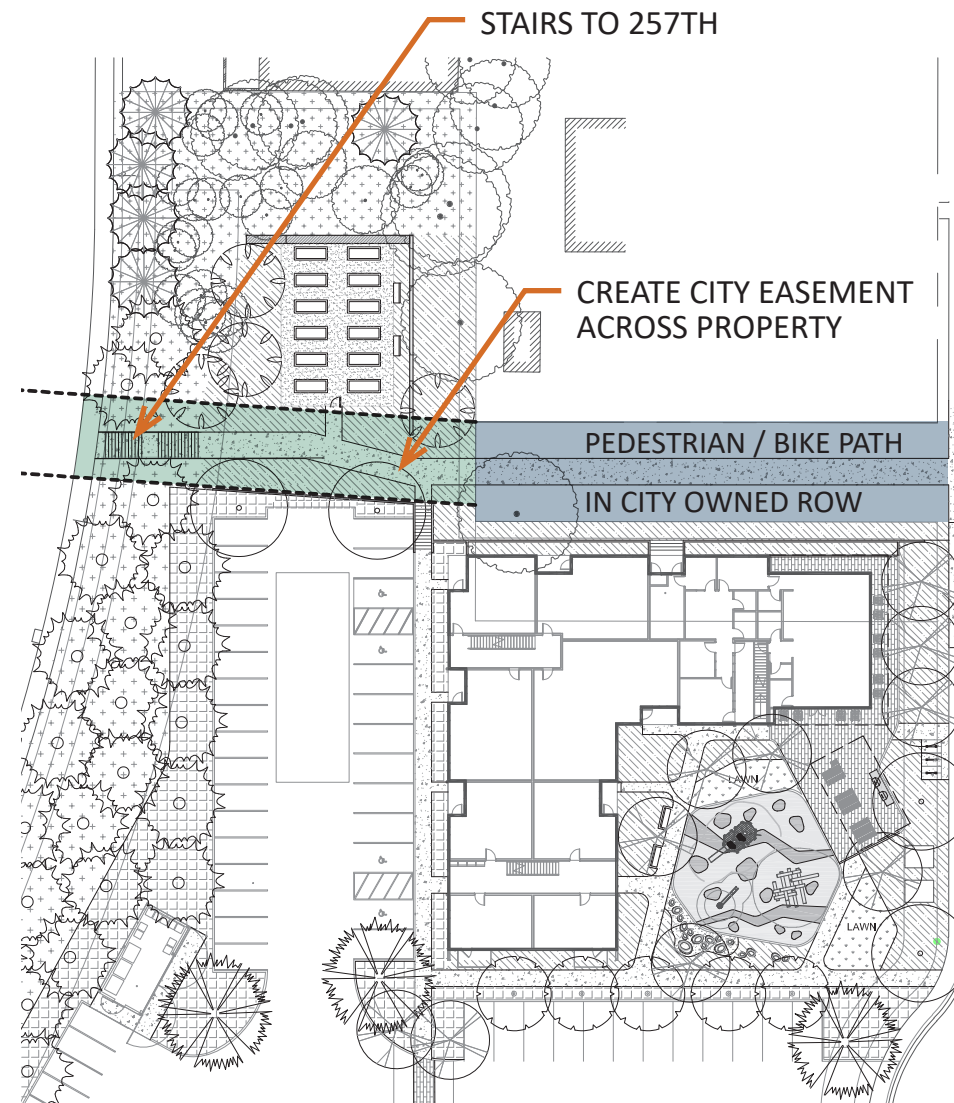 STAIRS TO 257TH
CREATE CITY EASEMENT
ACROSS PROPERTY
PEDESTRIAN / BIKE PATH
IN CITY OWNED ROW
LAWN
LAWN